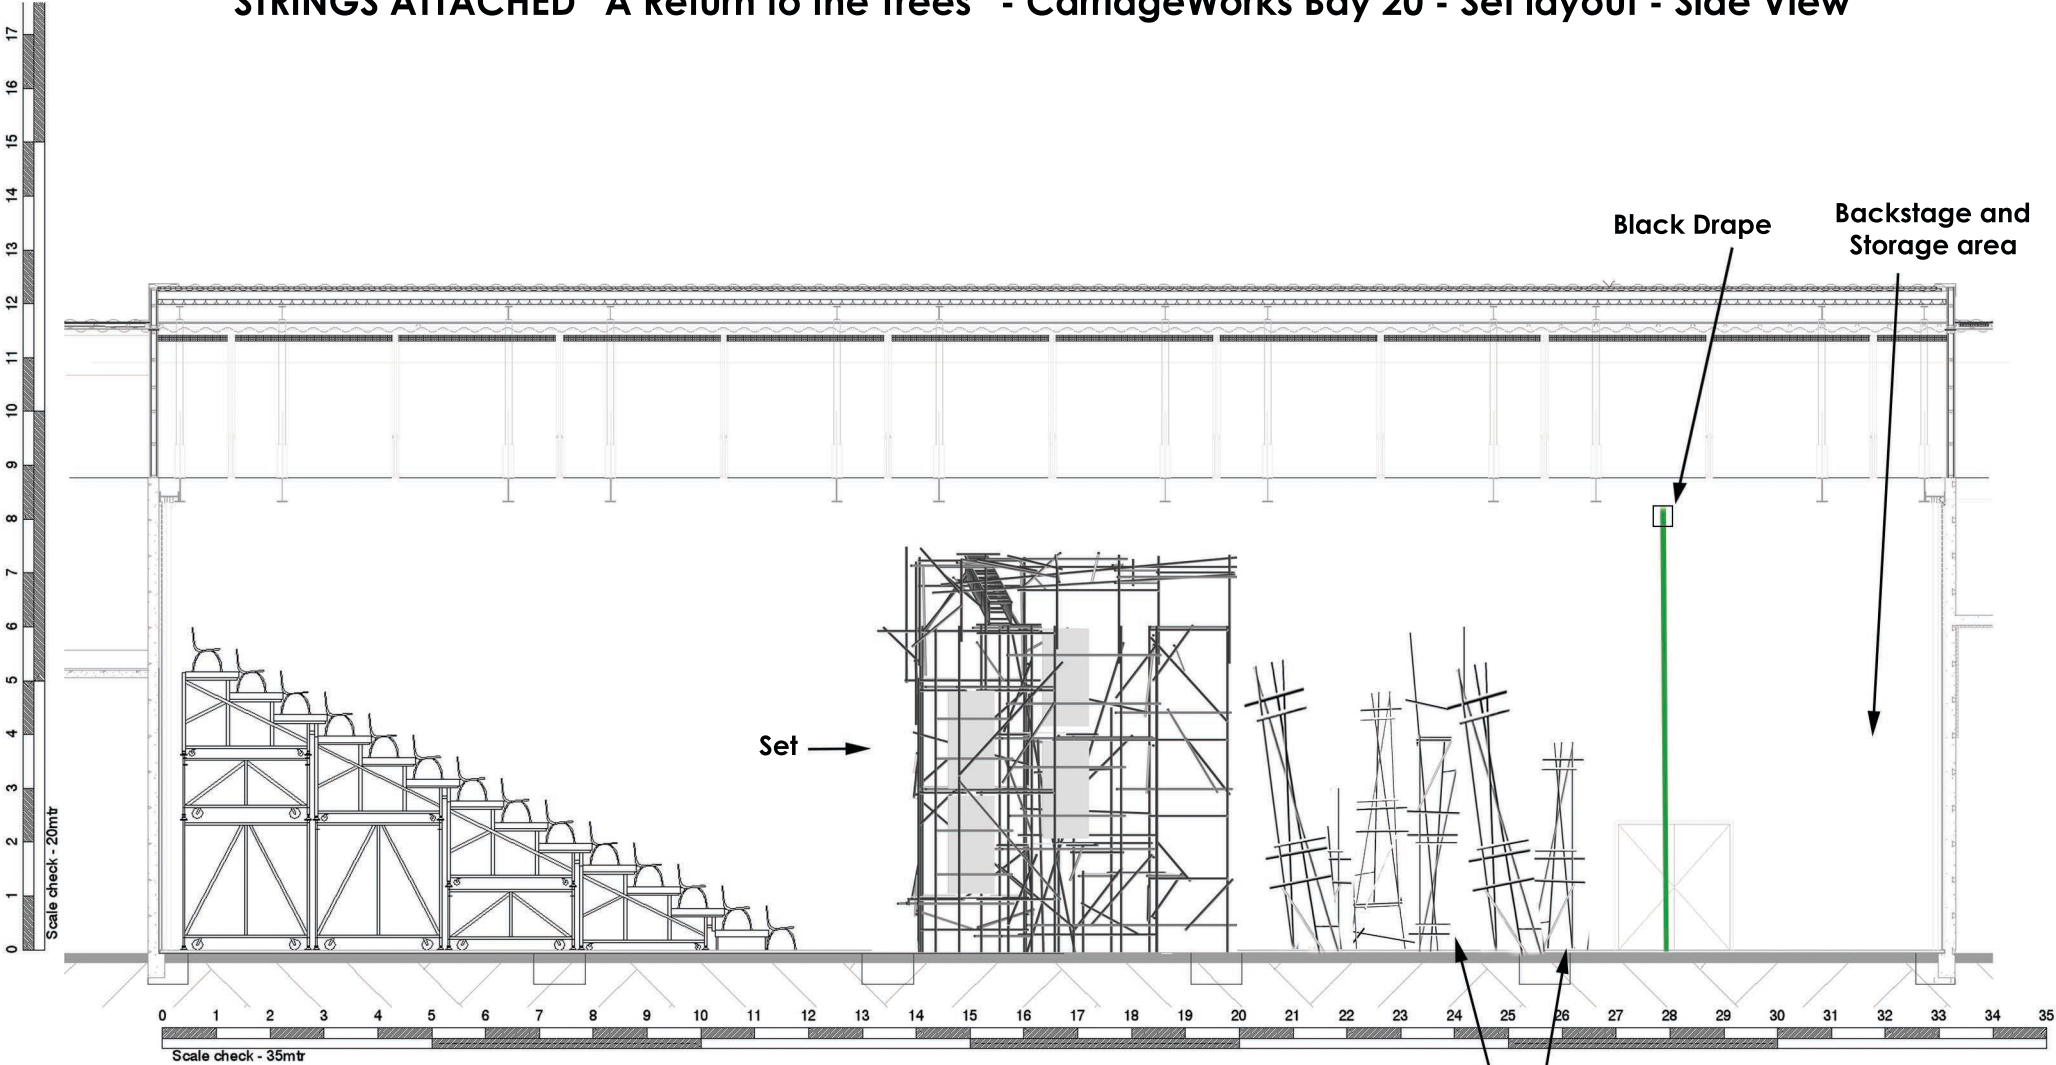 STRINGS ATTACHED "A Return to the Trees" - CarriageWorks Bay 20 - Set layout - Side View
17
16
15
14
13
12
11
10
9
8
7
6
5
4
3
2
1
0
Scale check - 20mtr
Black Drape
Backstage and
Storage area
Set
0 1 2 3 4 5 6 7 8 9 10 11 12 13 14 15 16 17 18 19 20 21 22 23 24 25 26 27 28 29 30 31 32 33 34 35
Scale check - 35mtr